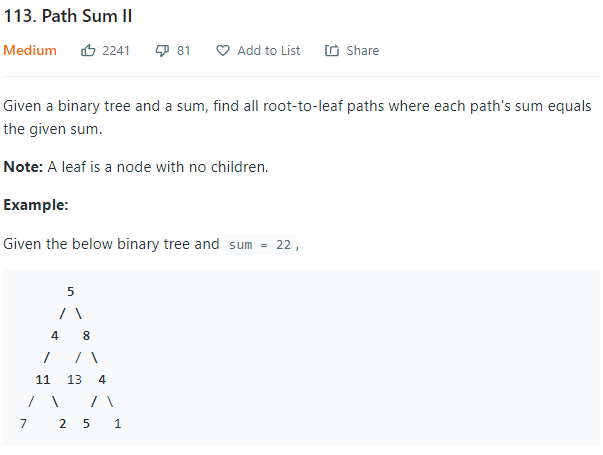 113. Path Sum II
Medium 2241 81 Add to List Share
Given a binary tree and a sum, find all root-to-leaf paths where each path's sum equals
the given sum.
Note: A leaf is a node with no children.
Example:
Given the below binary tree and sum = 22 ,
5
/ \
4 8
/ / \
11 13 4
/ \ / \
7 2 5 1